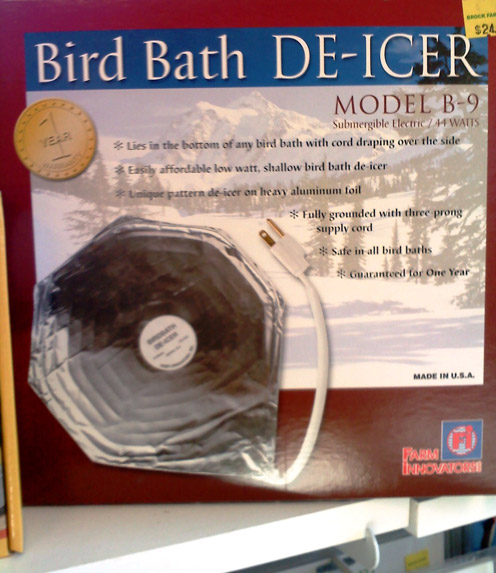 BROCK FAR
$24
Bird Bath DE-ICER
MODEL B-9
Submergible Electric / 44 WATTS
1 YEAR
✻ Lies in the bottom of any bird bath with cord draping over the side
✻ Easily affordable low watt, shallow bird bath de-icer
✻ Unique pattern de-icer on heavy aluminum foil
✻ Fully grounded with three-prong
supply cord
✻ Safe in all bird baths
✻ Guaranteed for One Year
BIRDBATH
DE-ICER
MADE IN U.S.A.
FARM
INNOVATORS